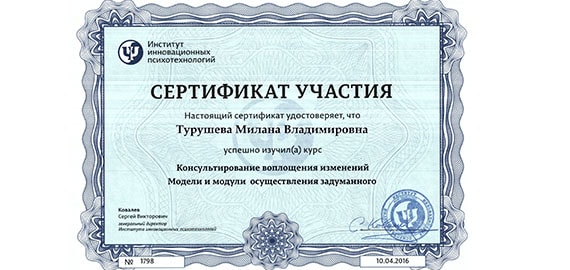 Институт
инновационных
психотехнологий
СЕРТИФИКАТ УЧАСТИЯ
Настоящий сертификат удостоверяет, что
Турушева Милана Владимировна
успешно изучил(а) курс
Консультирование воплощения изменений
Модели и модули осуществления задуманного
Ковалев
Сергей Викторович
генеральный директор
Института инновационных психотехнологий
№ 1798
10.04.2016